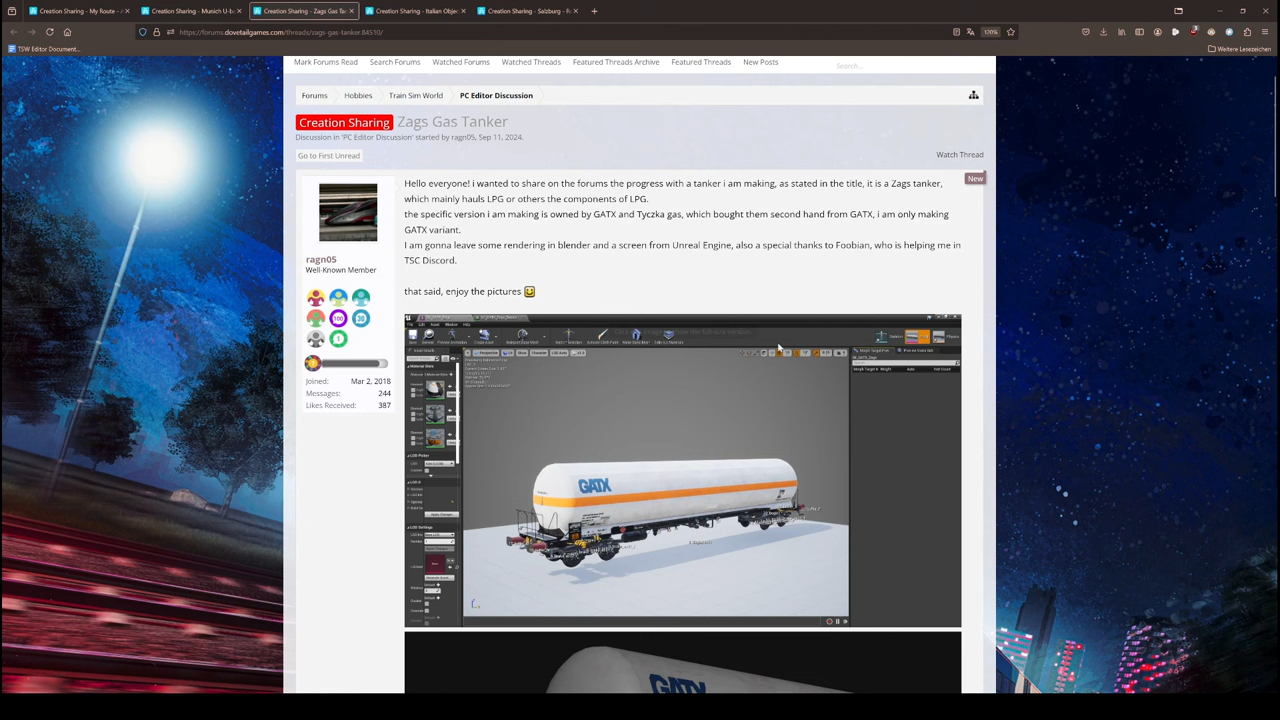 Creation Sharing - My Route - A
Creation Sharing - Munich U-b
Creation Sharing - Zags Gas Ta
Creation Sharing - Italian Objec
Creation Sharing - Salzburg - Fo
https://forums.dovetailgames.com/threads/zags-gas-tanker.84510/
120%
TSW Editor Document...
Weitere Lesezeichen
Mark Forums Read Search Forums Watched Forums Watched Threads Featured Threads Archive Featured Threads New Posts
Search...
Forums Hobbies Train Sim World PC Editor Discussion
Creation Sharing Zags Gas Tanker
Discussion in 'PC Editor Discussion' started by ragn05, Sep 11, 2024.
Go to First Unread
Watch Thread
New
Hello everyone! i wanted to share on the forums the progress with a tanker i am making, as stated in the title, it is a Zags tanker,
which mainly hauls LPG or others the components of LPG.
the specific version i am making is owned by GATX and Tyczka gas, which bought them second hand from GATX, i am only making
GATX variant.
I am gonna leave some rendering in blender and a screen from Unreal Engine, also a special thanks to Foobian, who is helping me in
TSC Discord.
that said, enjoy the pictures
ragn05
Well-Known Member
100
Joined: Mar 2, 2018
Messages: 244
Likes Received: 387
GATX
GATX